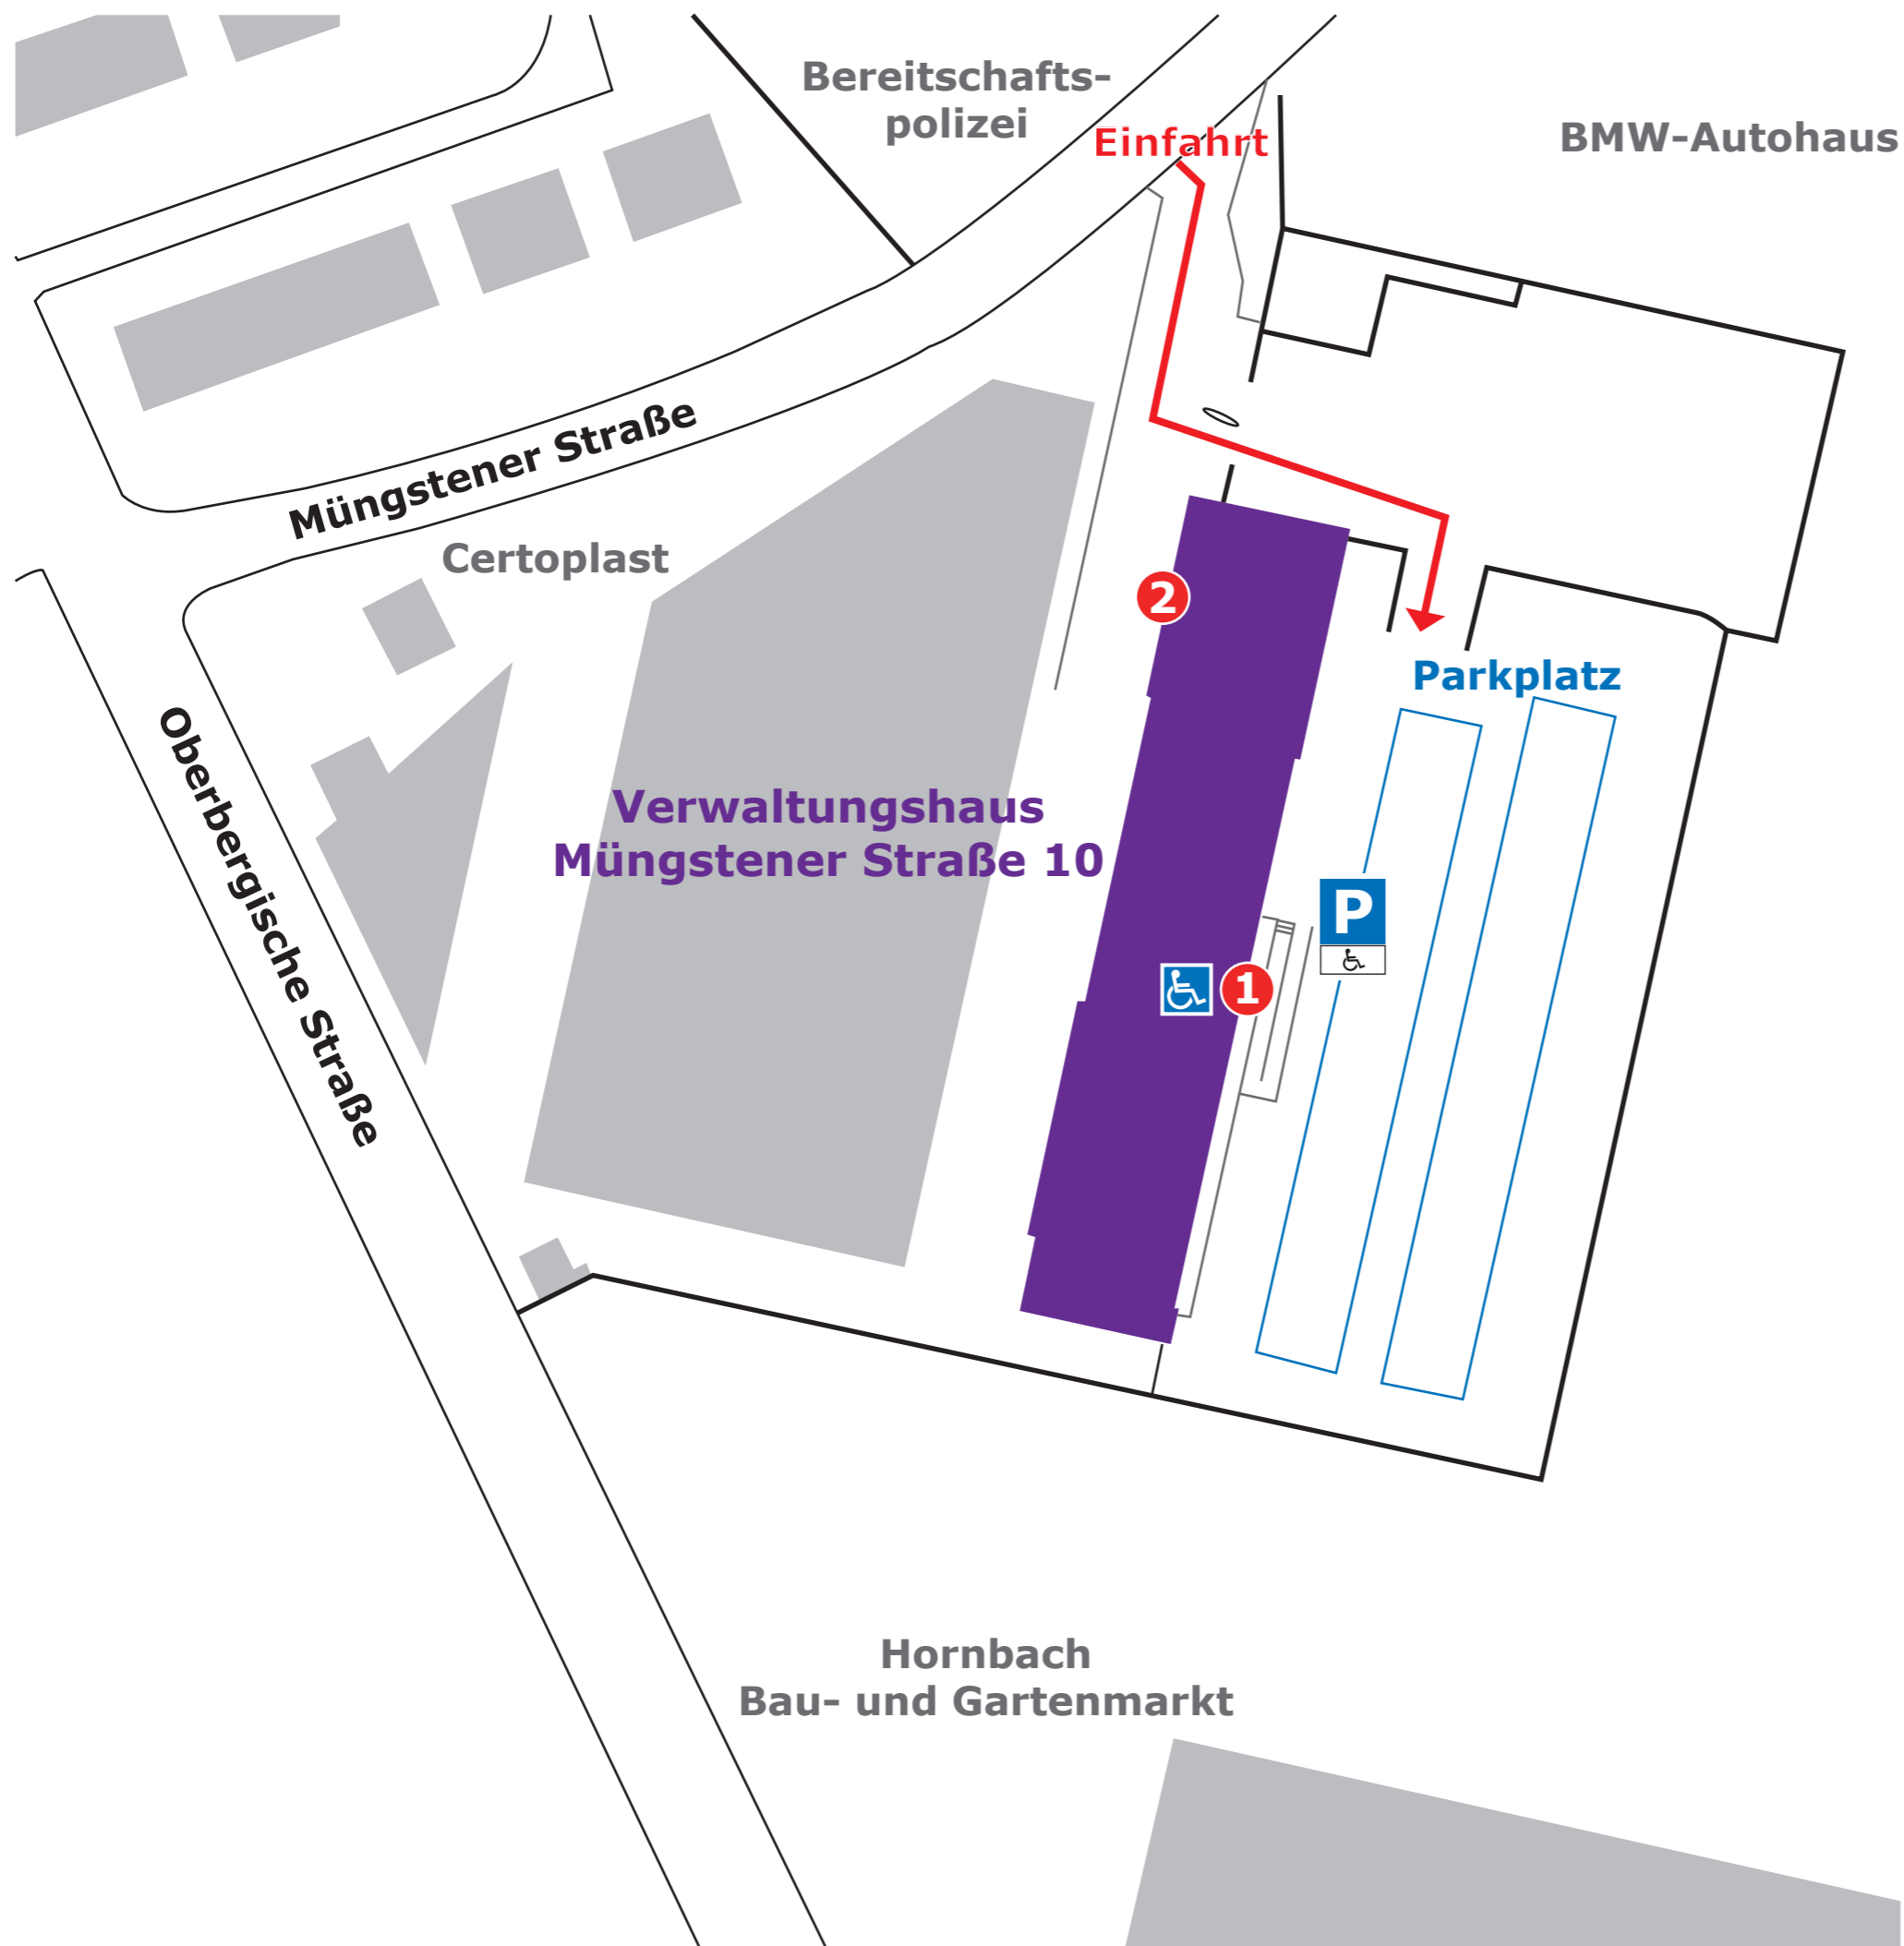 Bereitschafts-
polizei
Einfahrt
BMW-Autohaus
Müngstener Straße
Certoplast
2
Parkplatz
Oberbergische Straße
Verwaltungshaus
Müngstener Straße 10
P
1
Hornbach
Bau- und Gartenmarkt